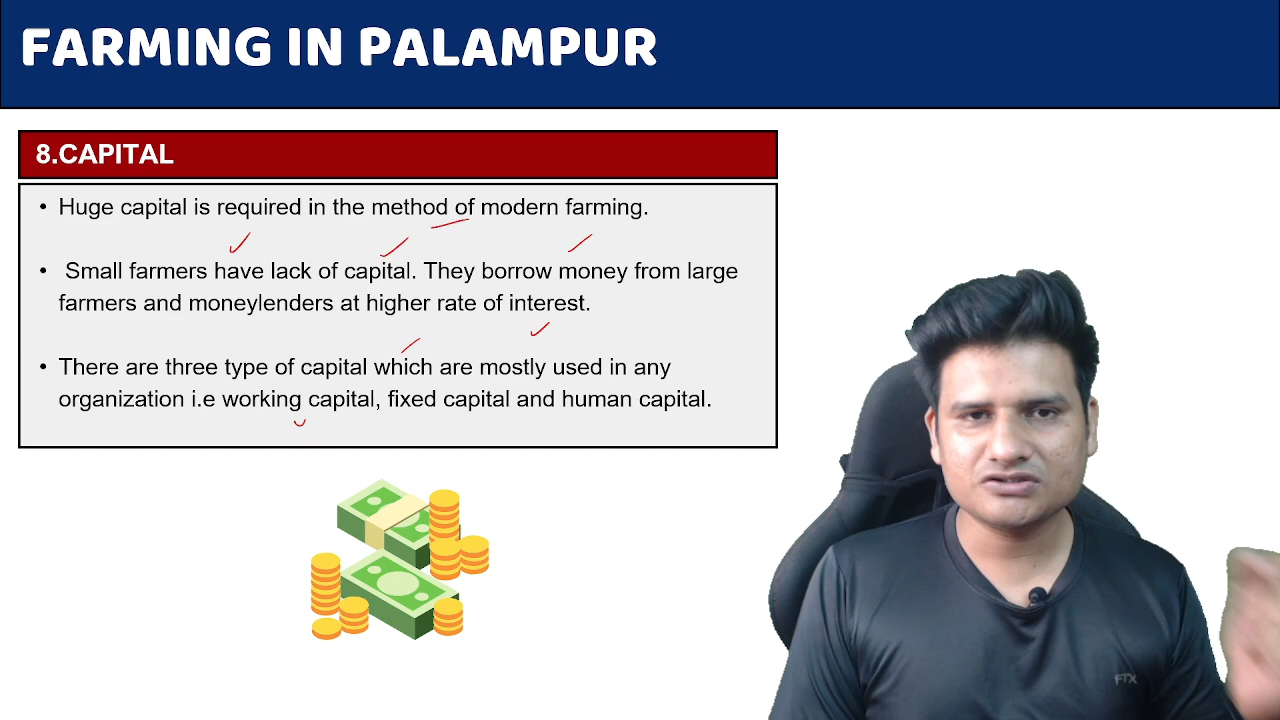 FARMING IN PALAMPUR
8.CAPITAL
• Huge capital is required in the method of modern farming.
• Small farmers have lack of capital. They borrow money from large
farmers and moneylenders at higher rate of interest.
• There are three type of capital which are mostly used in any
organization i.e working capital, fixed capital and human capital.
FTX